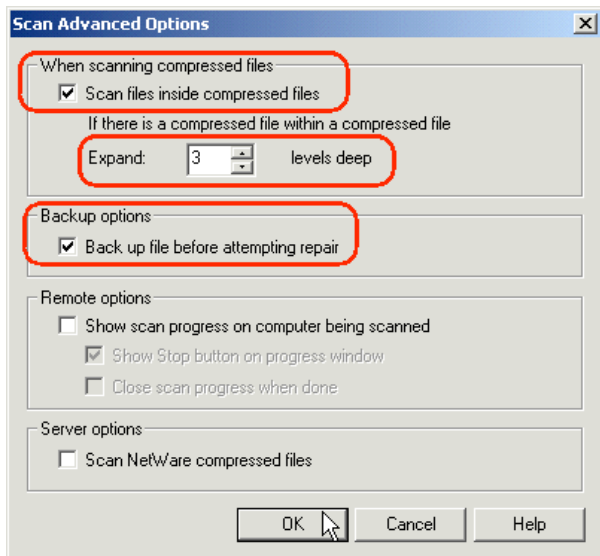 Scan Advanced Options
When scanning compressed files
Scan files inside compressed files
If there is a compressed file within a compressed file
Expand: 3 levels deep
Backup options
Back up file before attempting repair
Remote options
Show scan progress on computer being scanned
Show Stop button on progress window
Close scan progress when done
Server options
Scan NetWare compressed files
OK Cancel Help